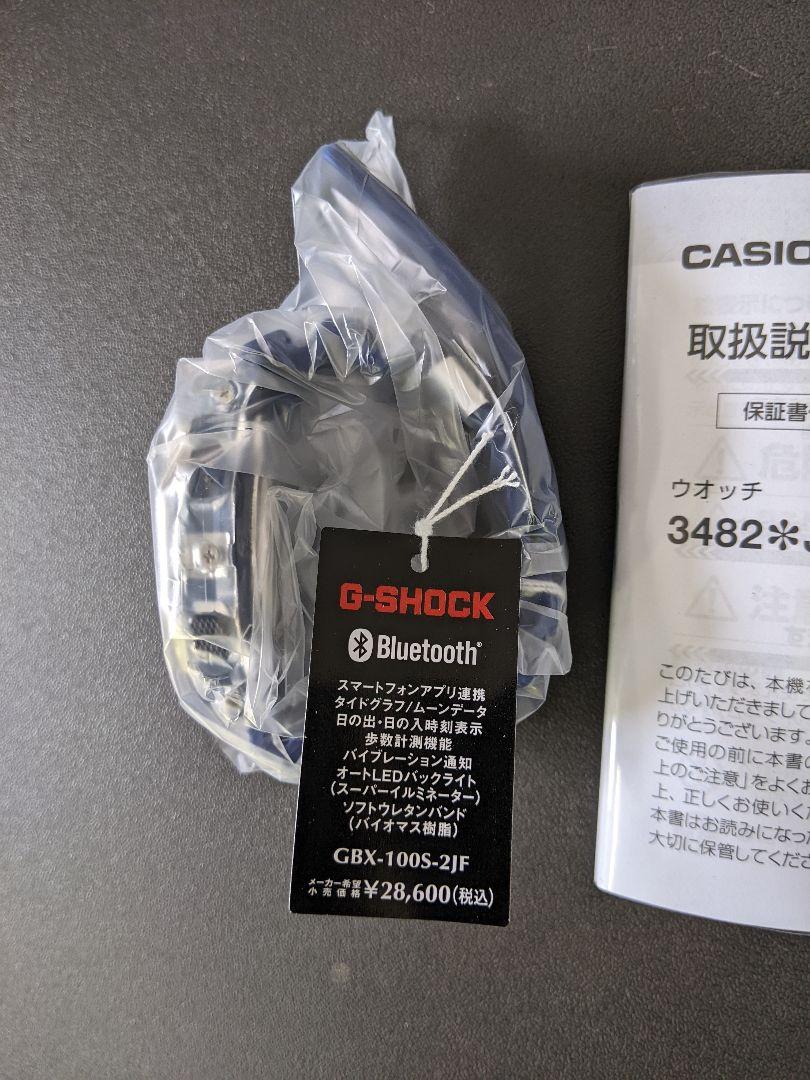 G-SHOCK
Bluetooth®
スマートフォンアプリ連携
タイドグラフ/ムーンデータ
日の出・日の入時刻表示
歩数計測機能
バイブレーション通知
オートLEDバックライト
(スーパーイルミネーター)
ソフトウレタンバンド
(バイオマス樹脂)
GBX-100S-2JF
メーカー希望
小売価格 ¥28,600(税込)
CASIO
取扱説
保証書
ウオッチ
3482＊J
このたびは、本機
上げいただきまして
りがとうございます。
ご使用の前に本書の
上のご注意」をよくお
上、正しくお使いく
本書はお読みになった
大切に保管してくださ